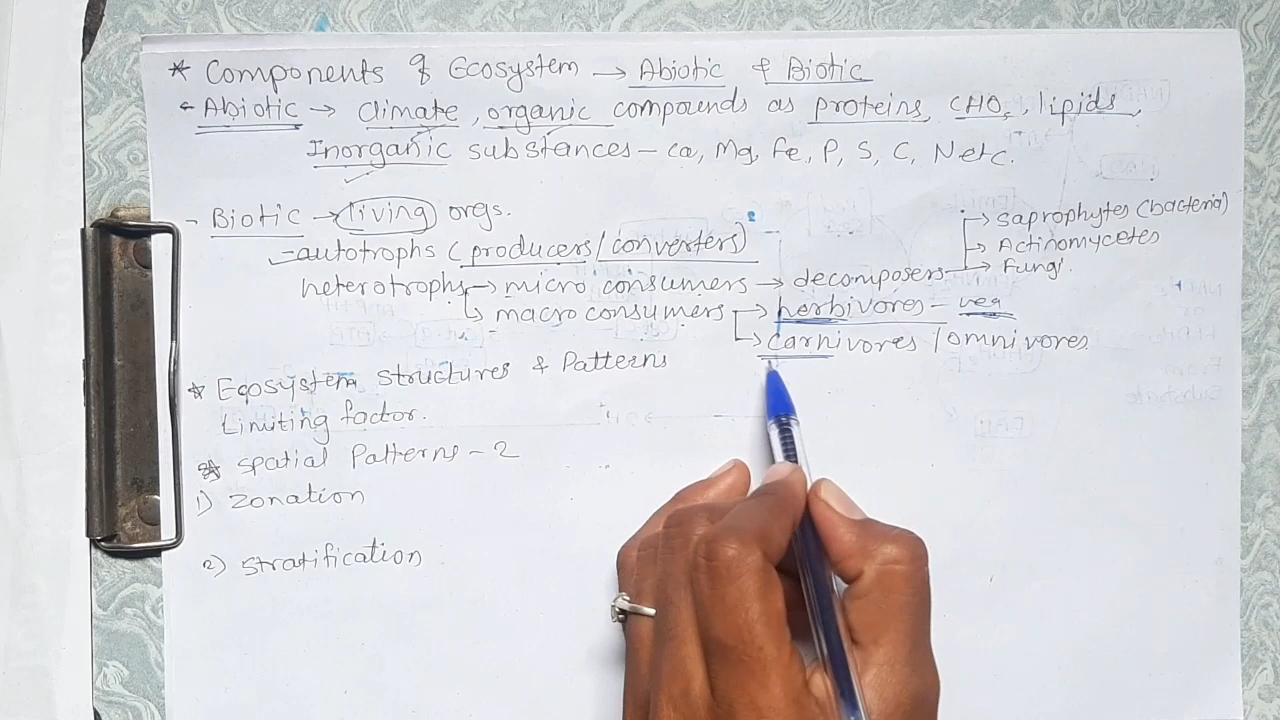 * Components of Ecosystem → Abiotic & Biotic
Abiotic → Climate, organic compounds as proteins, CHO, lipids
Inorganic substances - Ca, Mg, Fe, P, S, C, N etc.
- Biotic → living orgs.
- autotrophs (producers/converters)
→ saprophytes (bacteria)
→ Actinomycetes
→ Fungi.
heterotrophs → micro consumers → decomposers
↳ macro consumers → herbivores - veg
↳ carnivores / omnivores
* Ecosystem structures & Patterns
Limiting factor.
* Spatial Patterns - 2
1) Zonation
2) Stratification